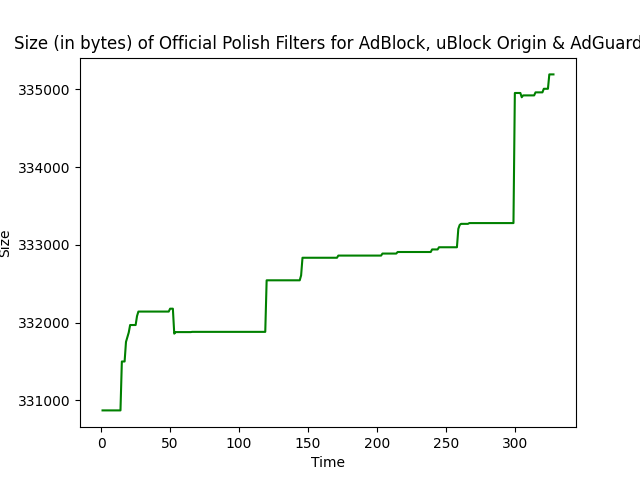 Size (in bytes) of Official Polish Filters for AdBlock, uBlock Origin & AdGuard
335000
334000
333000
332000
331000
Size
0 50 100 150 200 250 300
Time